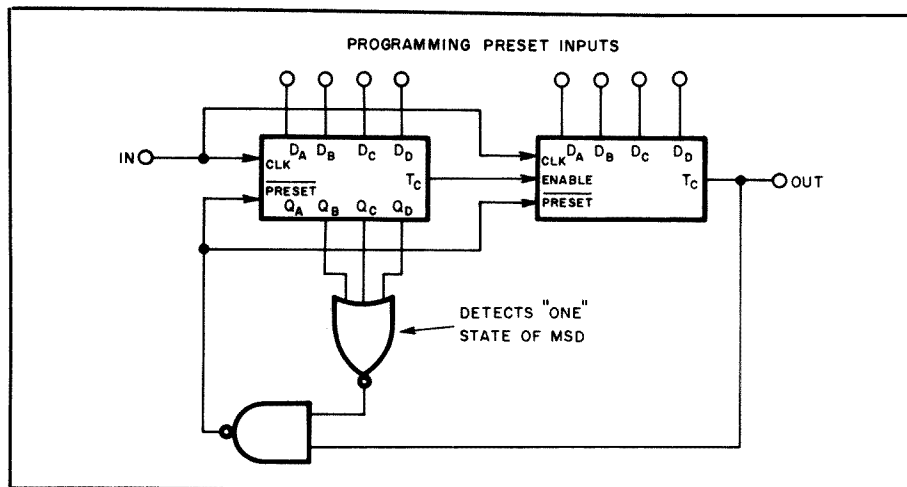 PROGRAMMING PRESET INPUTS
D_A D_B D_C D_D
D_A D_B D_C D_D
IN
CLK
T_C
CLK
ENABLE
T_C
OUT
PRESET
PRESET
Q_A Q_B Q_C Q_D
DETECTS "ONE"
STATE OF MSD